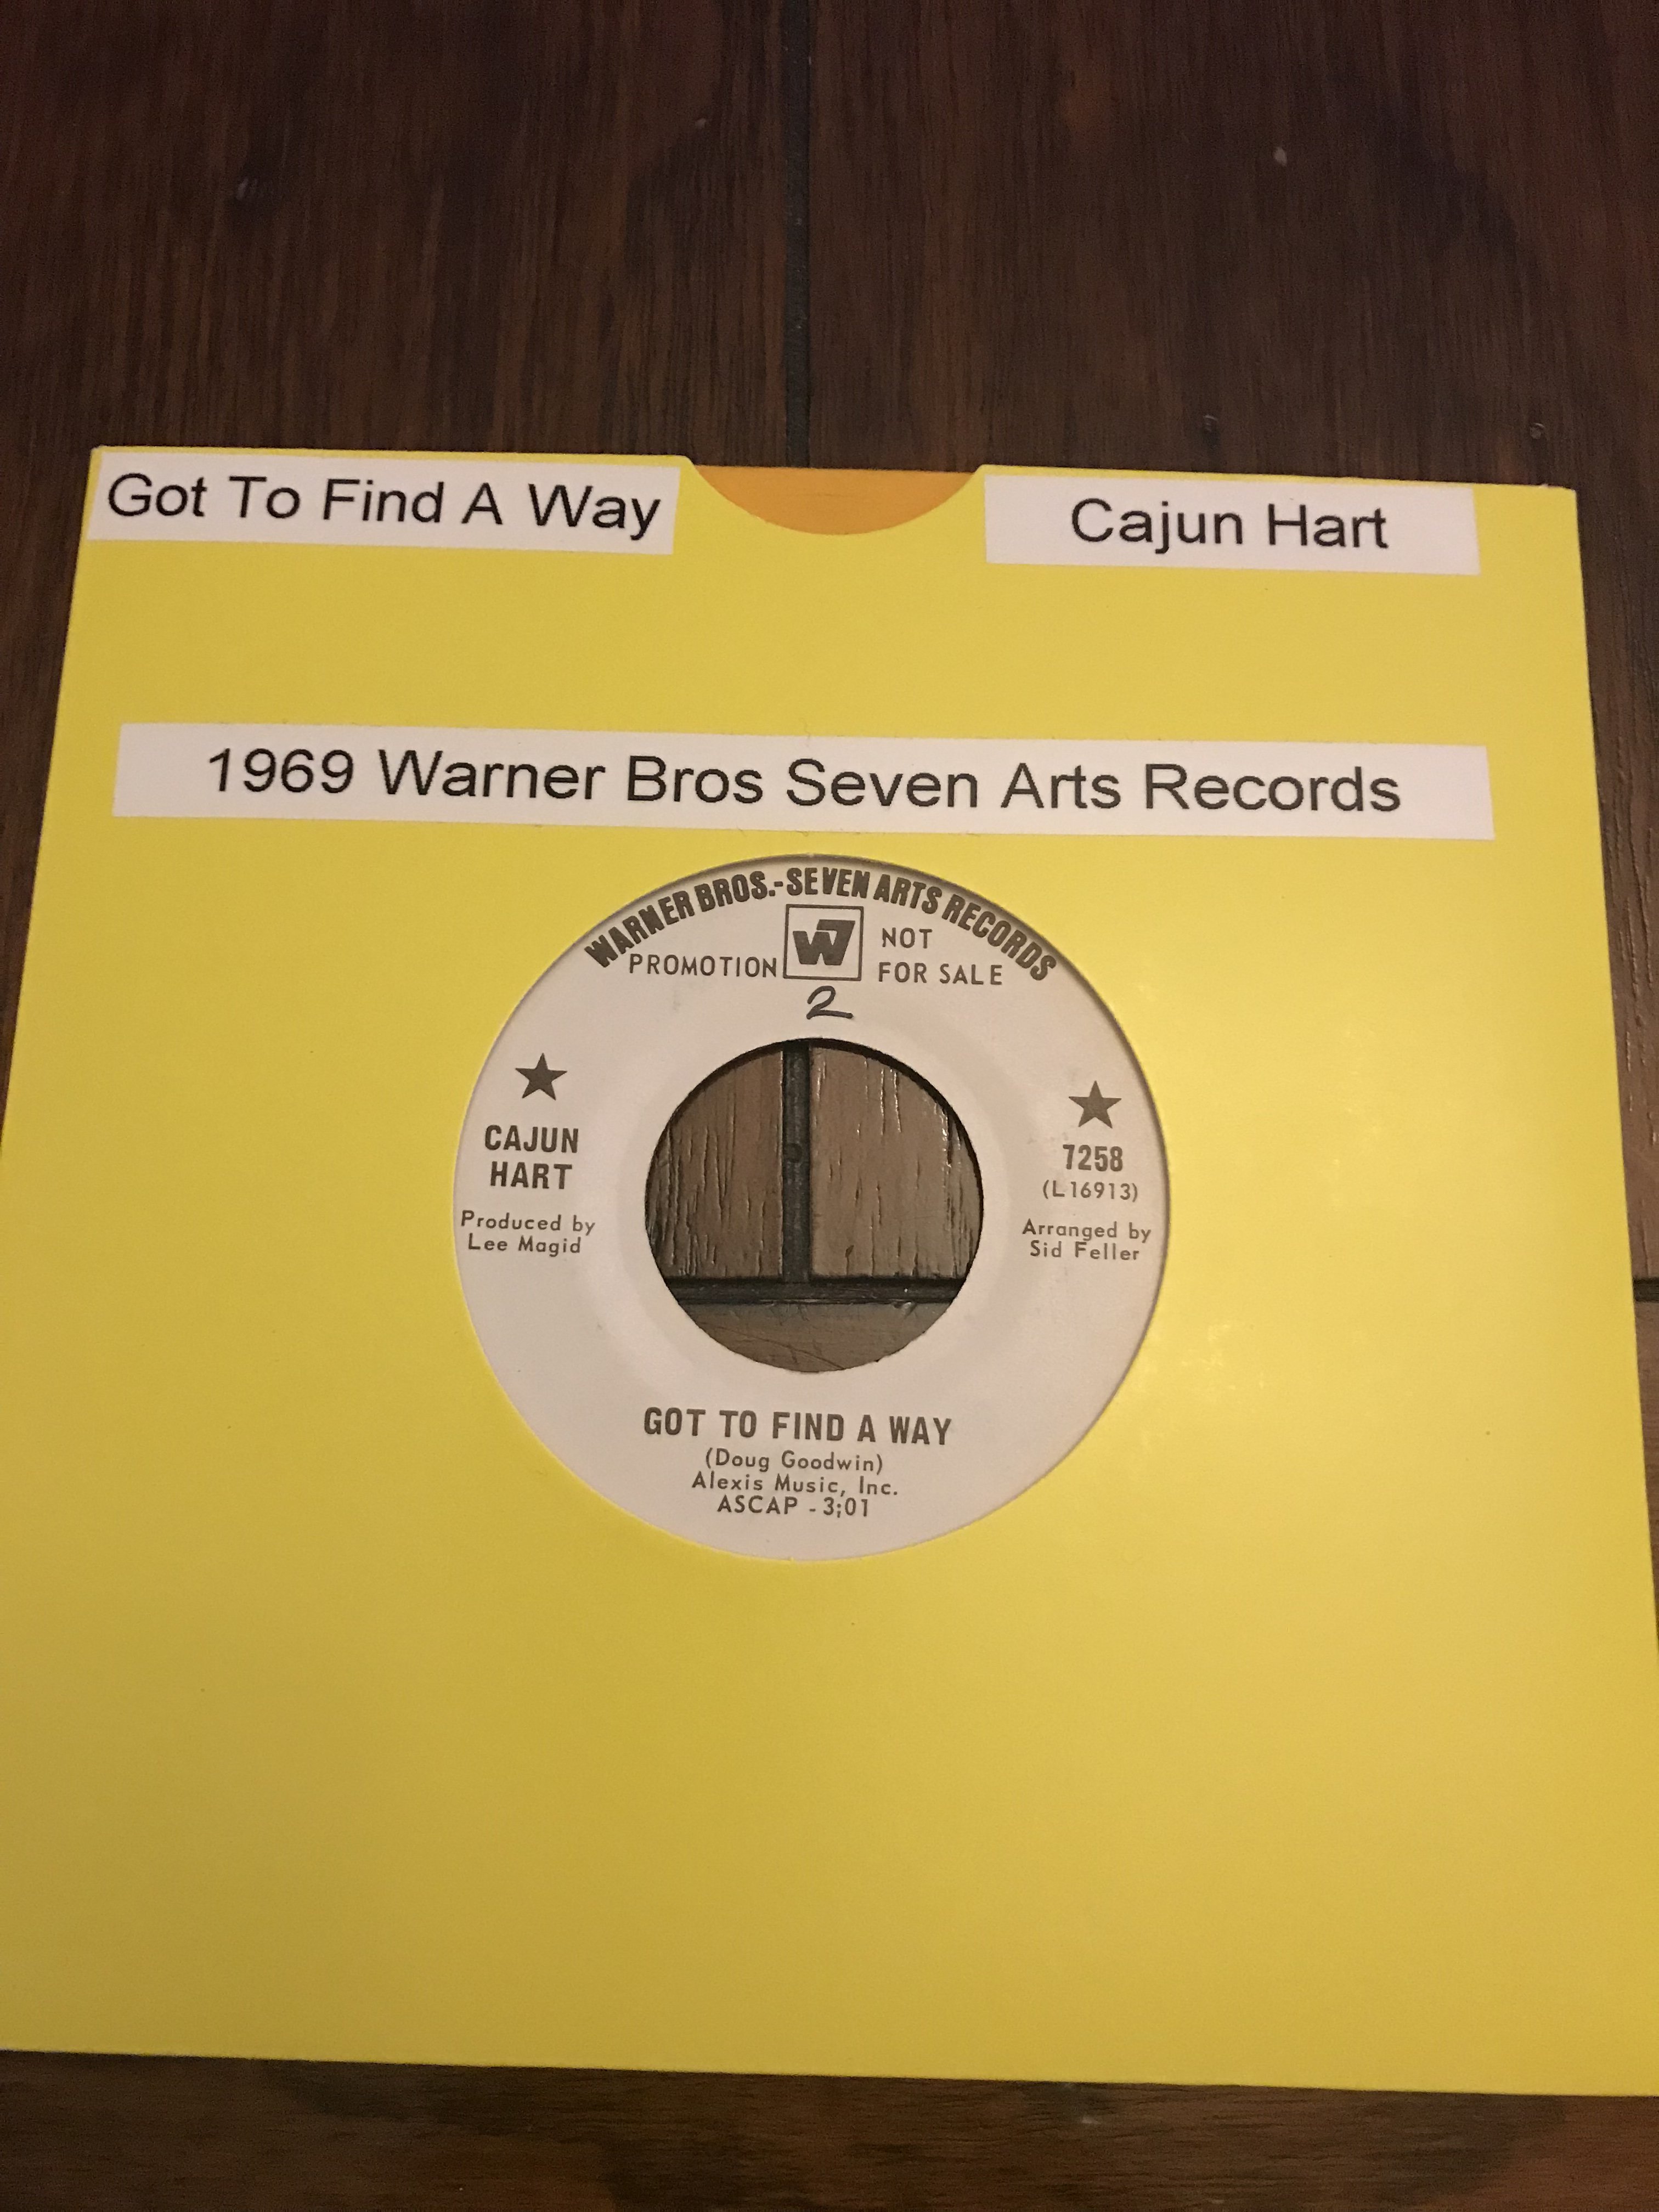 Got To Find A Way
Cajun Hart
1969 Warner Bros Seven Arts Records
WARNER BROS.-SEVEN ARTS RECORDS
PROMOTION
W7
NOT
FOR SALE
2
CAJUN
HART
Produced by
Lee Magid
7258
(L16913)
Arranged by
Sid Feller
GOT TO FIND A WAY
(Doug Goodwin)
Alexis Music, Inc.
ASCAP - 3;01